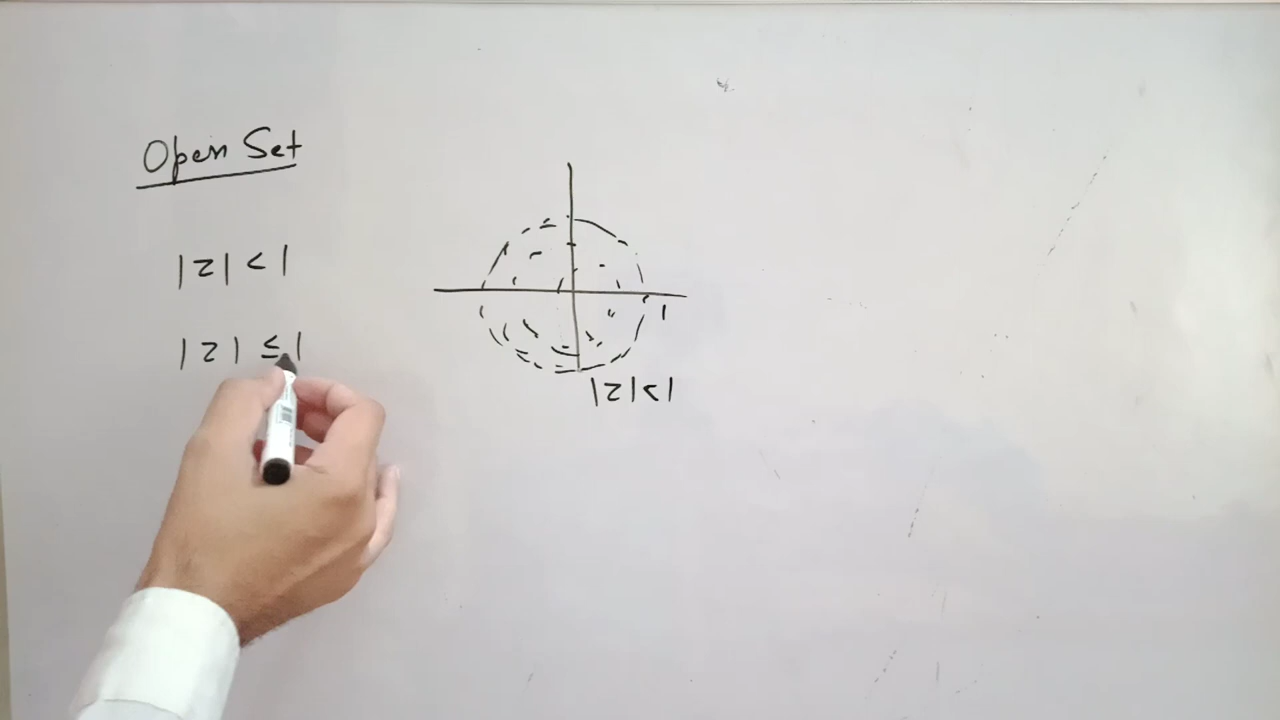 Open Set
|z| < 1
|z| ≤ 1
1
|z|<1